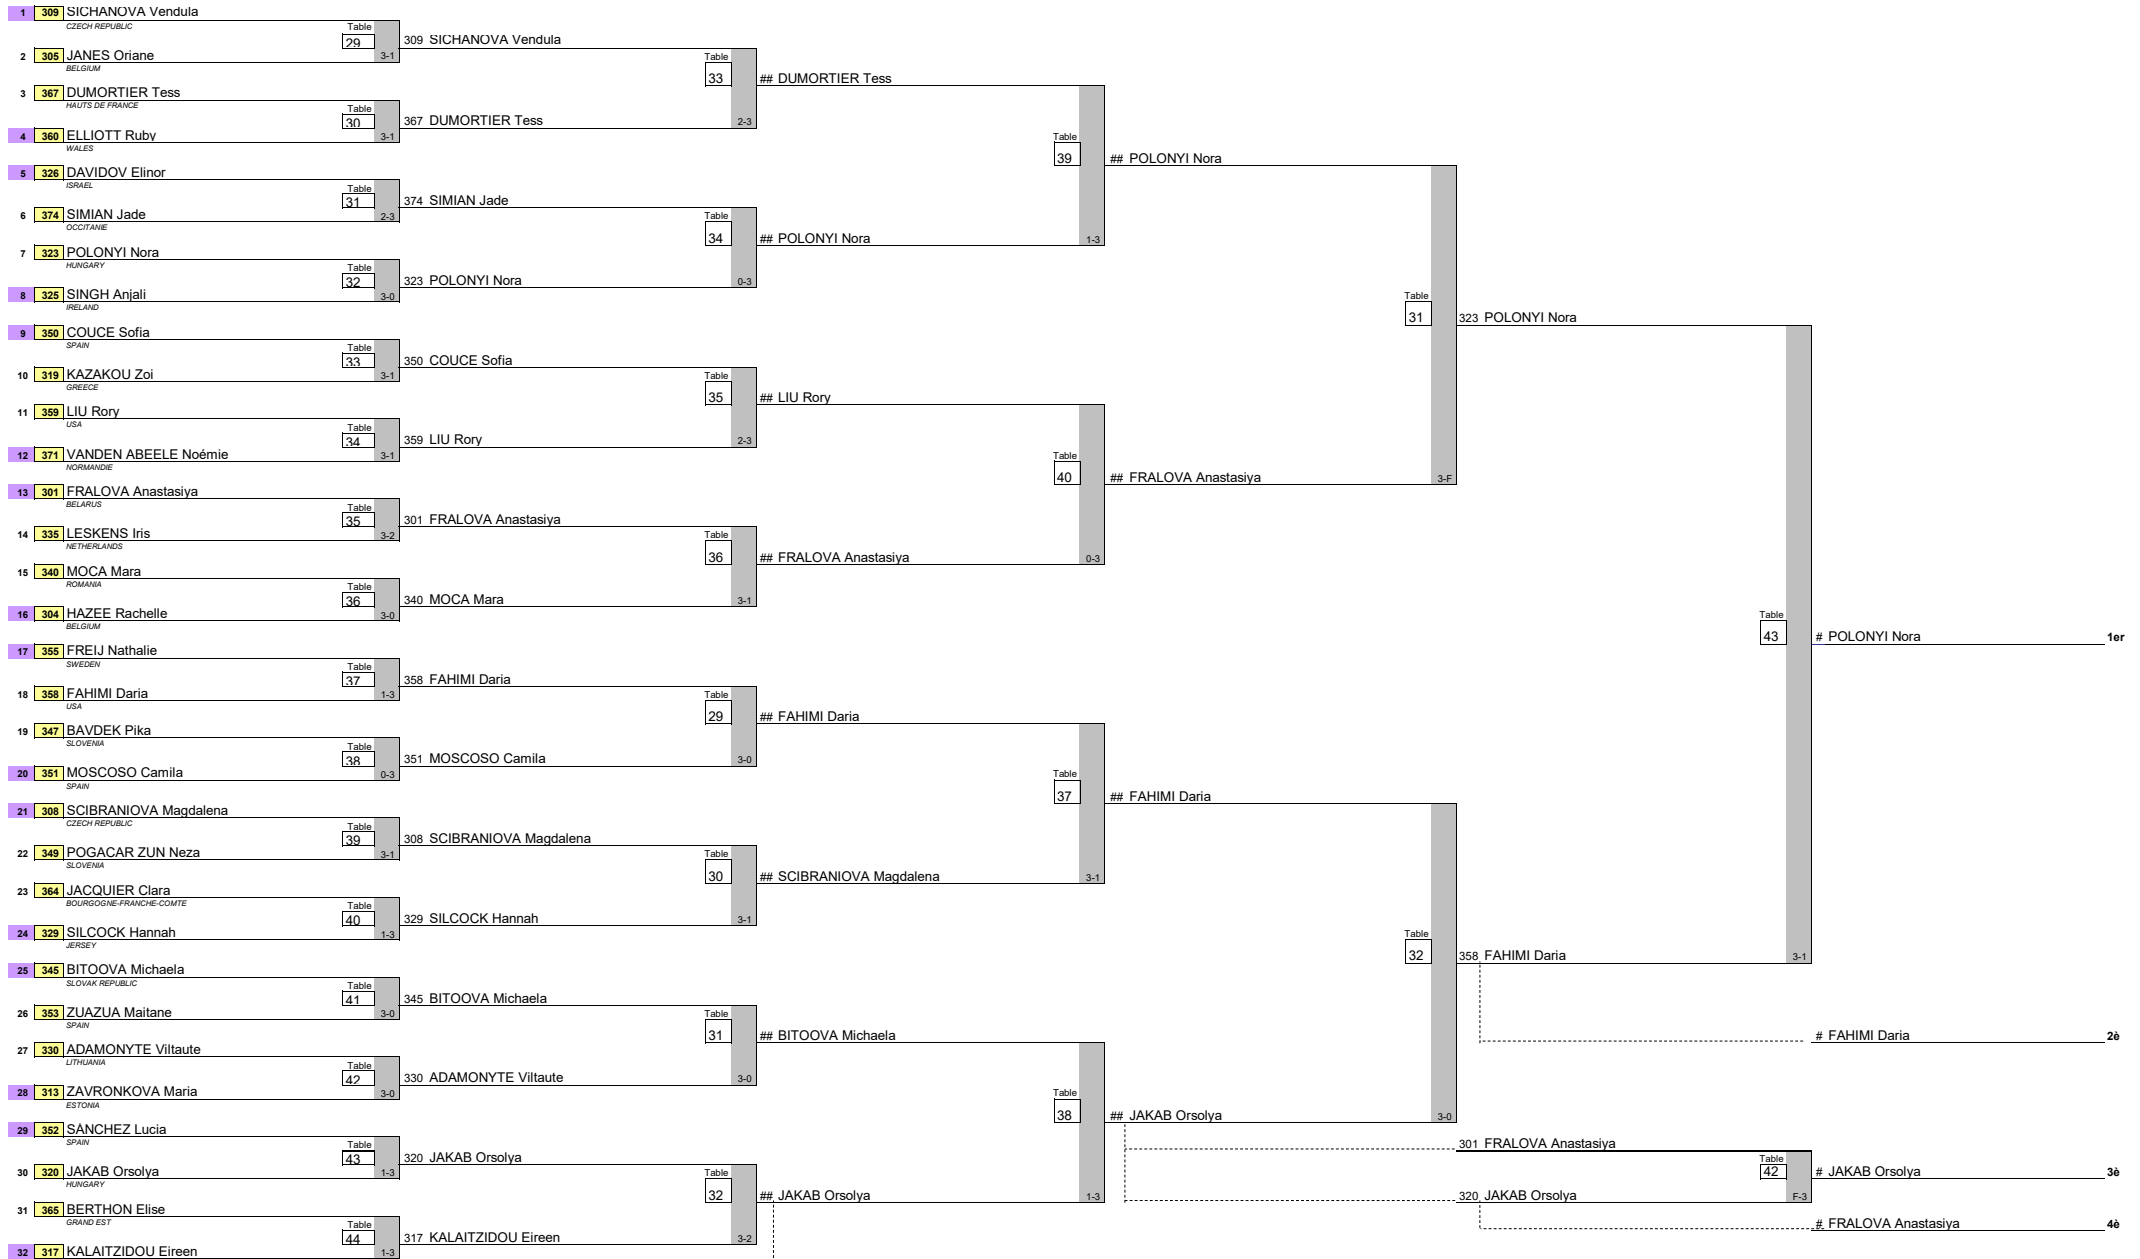 1 309 SICHANOVA Vendula
CZECH REPUBLIC
Table
29
3-1
309 SICHANOVA Vendula
2 305 JANES Oriane
BELGIUM
Table
33
2-3
## DUMORTIER Tess
3 367 DUMORTIER Tess
HAUTS DE FRANCE
Table
30
3-1
367 DUMORTIER Tess
4 360 ELLIOTT Ruby
WALES
Table
39
1-3
## POLONYI Nora
5 326 DAVIDOV Elinor
ISRAEL
Table
31
2-3
374 SIMIAN Jade
6 374 SIMIAN Jade
OCCITANIE
Table
34
0-3
## POLONYI Nora
7 323 POLONYI Nora
HUNGARY
Table
32
3-0
323 POLONYI Nora
8 325 SINGH Anjali
IRELAND
Table
31
3-F
323 POLONYI Nora
9 350 COUCE Sofia
SPAIN
Table
33
3-1
350 COUCE Sofia
10 319 KAZAKOU Zoi
GREECE
Table
35
2-3
## LIU Rory
11 359 LIU Rory
USA
Table
34
3-1
359 LIU Rory
12 371 VANDEN ABEELE Noémie
NORMANDIE
Table
40
0-3
## FRALOVA Anastasiya
13 301 FRALOVA Anastasiya
BELARUS
Table
35
3-2
301 FRALOVA Anastasiya
14 335 LESKENS Iris
NETHERLANDS
Table
36
3-1
## FRALOVA Anastasiya
15 340 MOCA Mara
ROMANIA
Table
36
3-0
340 MOCA Mara
16 304 HAZEE Rachelle
BELGIUM
Table
43
3-1
# POLONYI Nora 1er
17 355 FREIJ Nathalie
SWEDEN
Table
37
1-3
358 FAHIMI Daria
18 358 FAHIMI Daria
USA
Table
29
3-0
## FAHIMI Daria
19 347 BAVDEK Pika
SLOVENIA
Table
38
0-3
351 MOSCOSO Camila
20 351 MOSCOSO Camila
SPAIN
Table
37
3-1
## FAHIMI Daria
21 308 SCIBRANIOVA Magdalena
CZECH REPUBLIC
Table
39
3-1
308 SCIBRANIOVA Magdalena
22 349 POGACAR ZUN Neza
SLOVENIA
Table
30
3-1
## SCIBRANIOVA Magdalena
23 364 JACQUIER Clara
BOURGOGNE-FRANCHE-COMTE
Table
40
1-3
329 SILCOCK Hannah
24 329 SILCOCK Hannah
JERSEY
Table
32
3-0
358 FAHIMI Daria
25 345 BITOOVA Michaela
SLOVAK REPUBLIC
Table
41
3-0
345 BITOOVA Michaela
26 353 ZUAZUA Maitane
SPAIN
Table
31
3-0
## BITOOVA Michaela
# FAHIMI Daria 2è
27 330 ADAMONYTE Viltaute
LITHUANIA
Table
42
3-0
330 ADAMONYTE Viltaute
28 313 ZAVRONKOVA Maria
ESTONIA
Table
38
1-3
## JAKAB Orsolya
29 352 SÀNCHEZ Lucia
SPAIN
Table
43
1-3
320 JAKAB Orsolya
301 FRALOVA Anastasiya
30 320 JAKAB Orsolya
HUNGARY
Table
32
3-2
## JAKAB Orsolya
Table
42
F-3
# JAKAB Orsolya 3è
320 JAKAB Orsolya
31 365 BERTHON Elise
GRAND EST
Table
44
1-3
317 KALAITZIDOU Eireen
# FRALOVA Anastasiya 4è
32 317 KALAITZIDOU Eireen